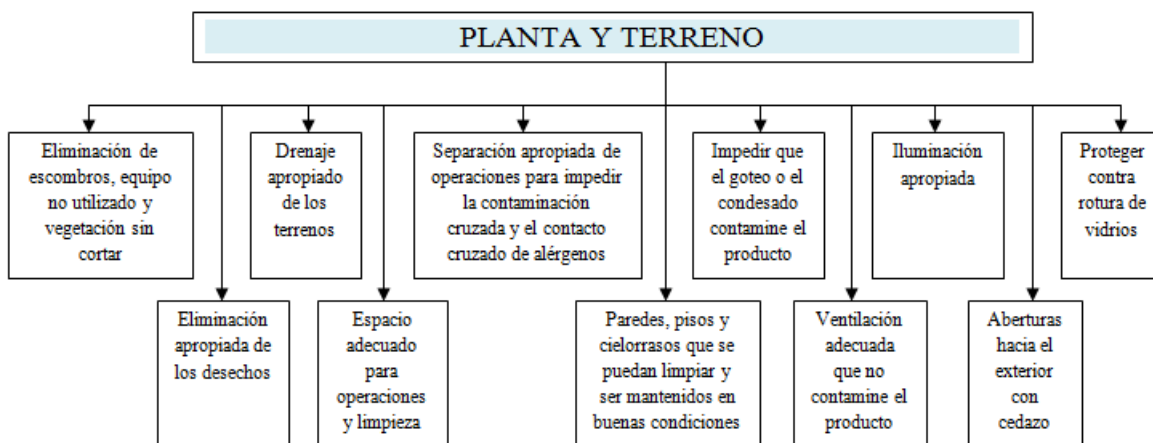 PLANTA Y TERRENO
Eliminación de
escombros, equipo
no utilizado y
vegetación sin
cortar
Drenaje
apropiado
de los
terrenos
Separación apropiada de
operaciones para impedir
la contaminación
cruzada y el contacto
cruzado de alérgenos
Impedir que
el goteo o el
condesado
contamine el
producto
Iluminación
apropiada
Proteger
contra
rotura de
vidrios
Eliminación
apropiada de
los desechos
Espacio
adecuado
para
operaciones
y limpieza
Paredes, pisos y
cielorrasos que se
puedan limpiar y
ser mantenidos en
buenas condiciones
Ventilación
adecuada
que no
contamine el
producto
Aberturas
hacia el
exterior
con
cedazo